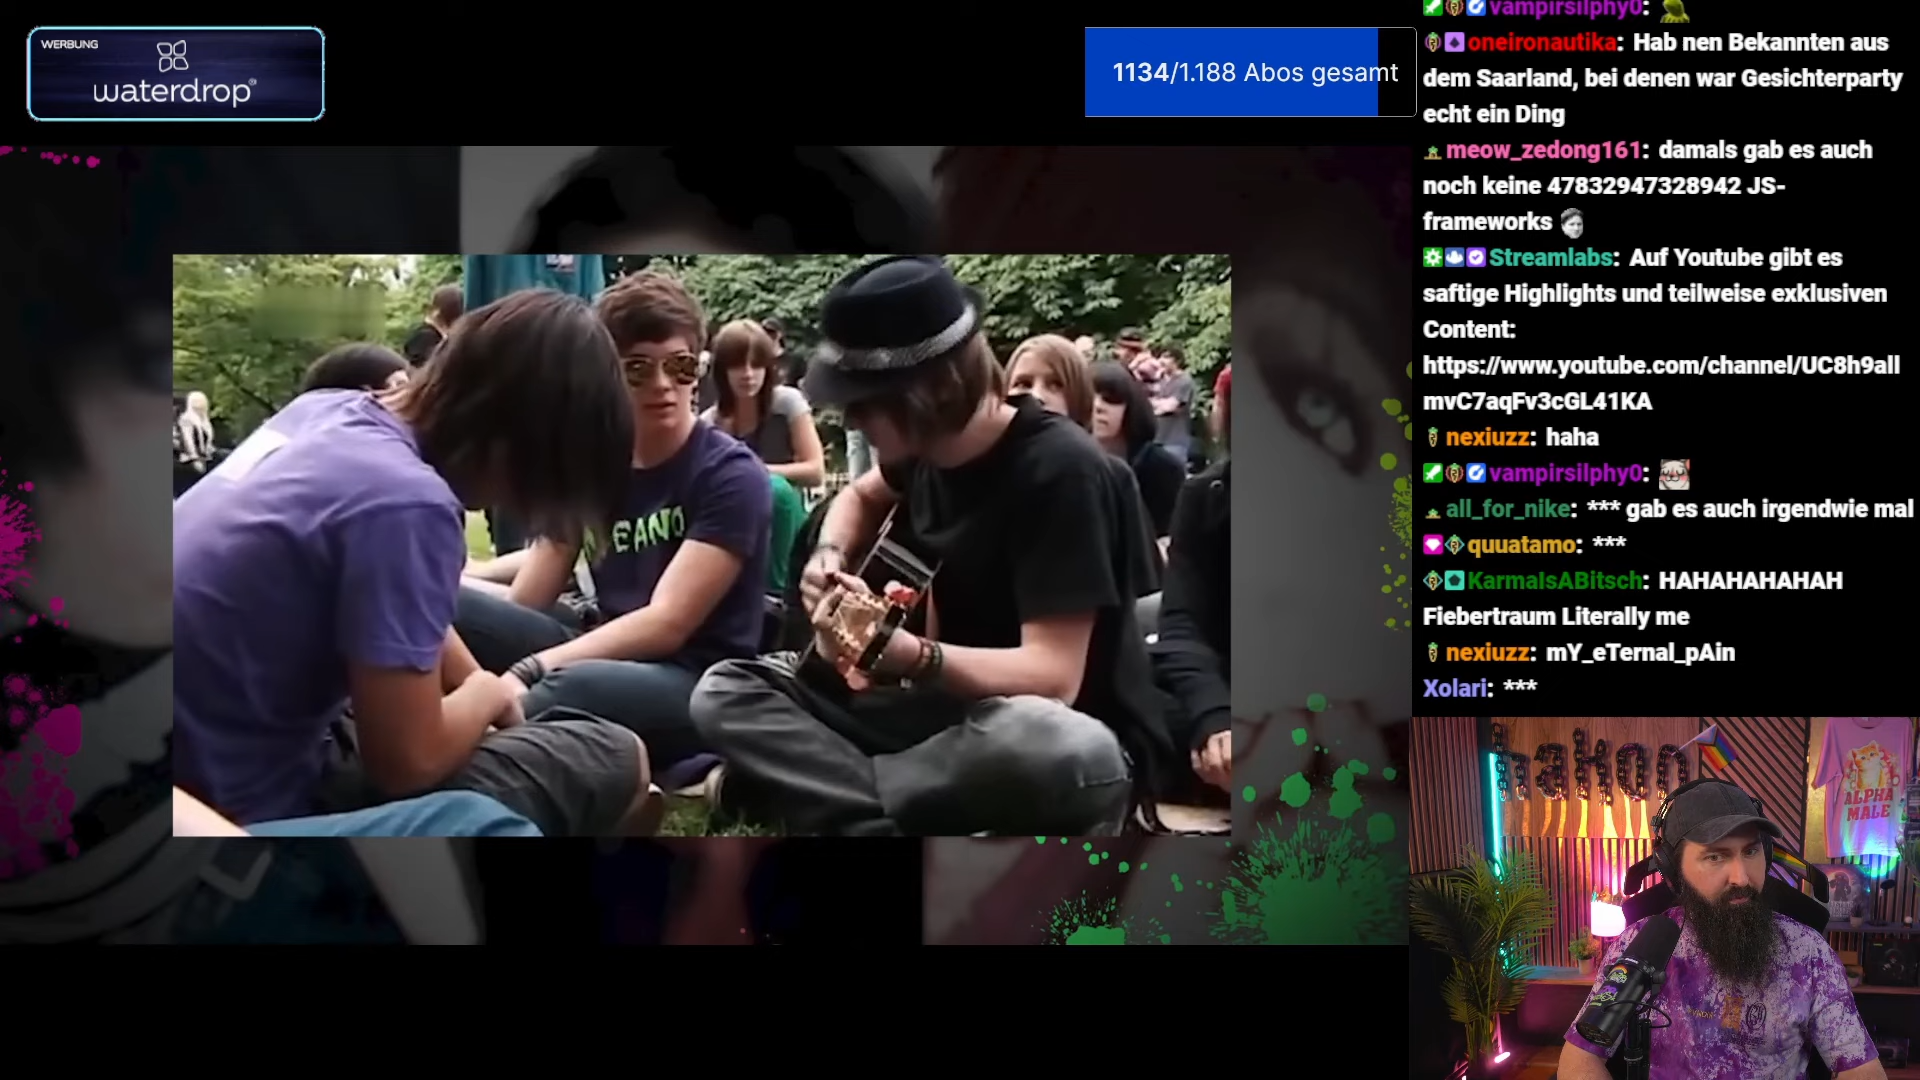 WERBUNG
waterdrop®
1134/1.188 Abos gesamt
vampirsilphy0:
oneironautika: Hab nen Bekannten aus
dem Saarland, bei denen war Gesichterparty
echt ein Ding
meow_zedong161: damals gab es auch
noch keine 47832947328942 JS-
frameworks
Streamlabs: Auf Youtube gibt es
saftige Highlights und teilweise exklusiven
Content:
https://www.youtube.com/channel/UC8h9all
mvC7aqFv3cGL41KA
nexiuzz: haha
vampirsilphy0:
all_for_nike: *** gab es auch irgendwie mal
quuatamo: ***
KarmaIsABitsch: HAHAHAHAHAH
Fiebertraum Literally me
nexiuzz: mY_eTernal_pAin
Xolari: ***
makon
ALPHA
MALE